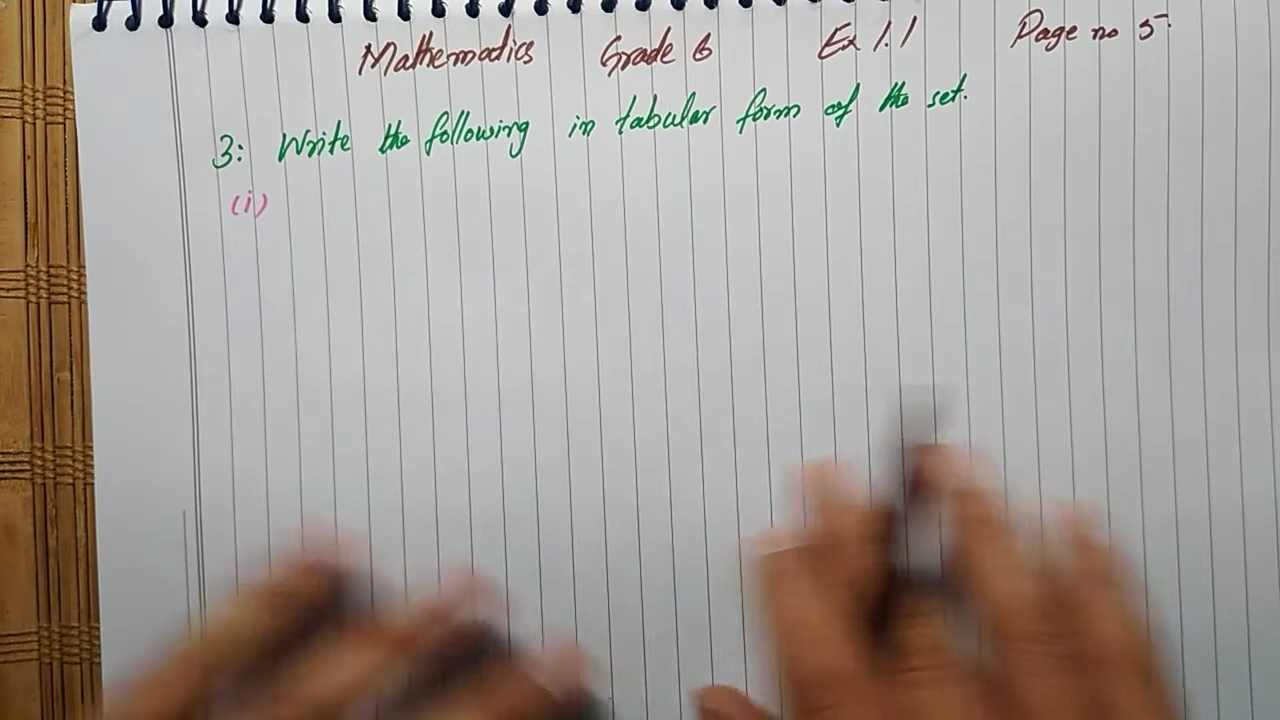 Mathematics Grade 6 Ex 1.1 Page no 5.
3: Write the following in tabular form of the set.
(i)